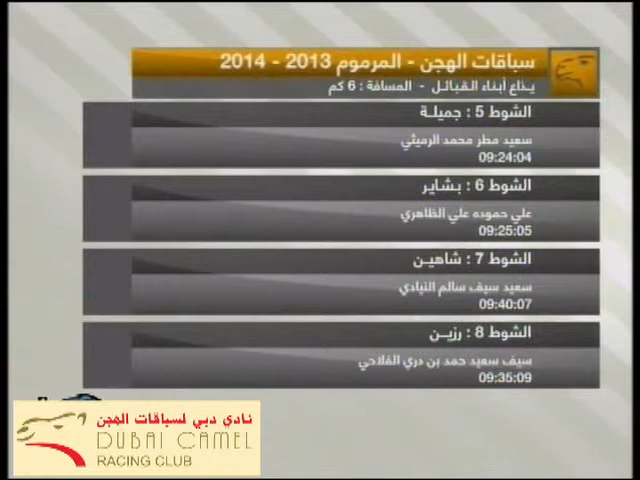 سباقات الهجن - المرموم 2013 - 2014
يذاع أبناء القبائل - المسافة : 6 كم
الشوط 5 : جميلة
سعيد مطر محمد الرميثي
09:24:04
الشوط 6 : بشاير
علي حموده علي الظاهري
09:25:05
الشوط 7 : شاهين
سعيد سيف سالم النيادي
09:40:07
الشوط 8 : رزين
سيف سعيد حمد بن دري الفلاحي
09:35:09
نادي دبي لسباقات الهجن
DUBAI CAMEL
RACING CLUB